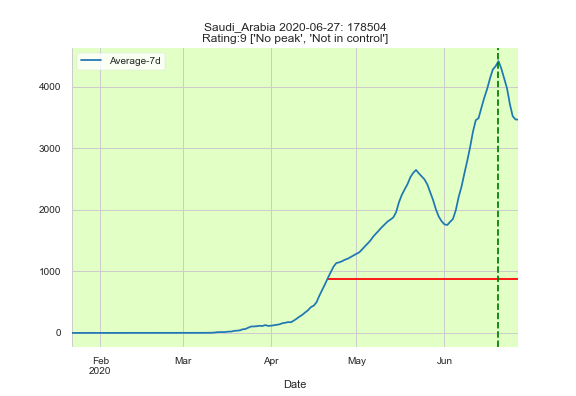 Saudi_Arabia 2020-06-27: 178504
Rating:9 ['No peak', 'Not in control']
Average-7d
4000
3000
2000
1000
0
Feb
2020
Mar
Apr
May
Jun
Date